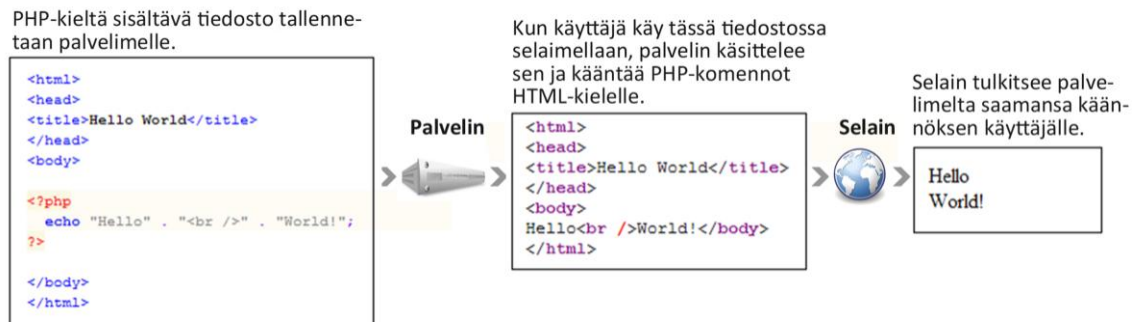 PHP-kieltä sisältävä tiedosto tallenne-
taan palvelimelle.
<html>
<head>
<title>Hello World</title>
</head>
<body>
<?php
echo "Hello" . "<br />" . "World!";
?>
</body>
</html>
Palvelin
Kun käyttäjä käy tässä tiedostossa
selaimellaan, palvelin käsittelee
sen ja kääntää PHP-komennot
HTML-kielelle.
<html>
<head>
<title>Hello World</title>
</head>
<body>
Hello<br />World!</body>
</html>
Selain
Selain tulkitsee palve-
limelta saamansa kään-
nöksen käyttäjälle.
Hello
World!